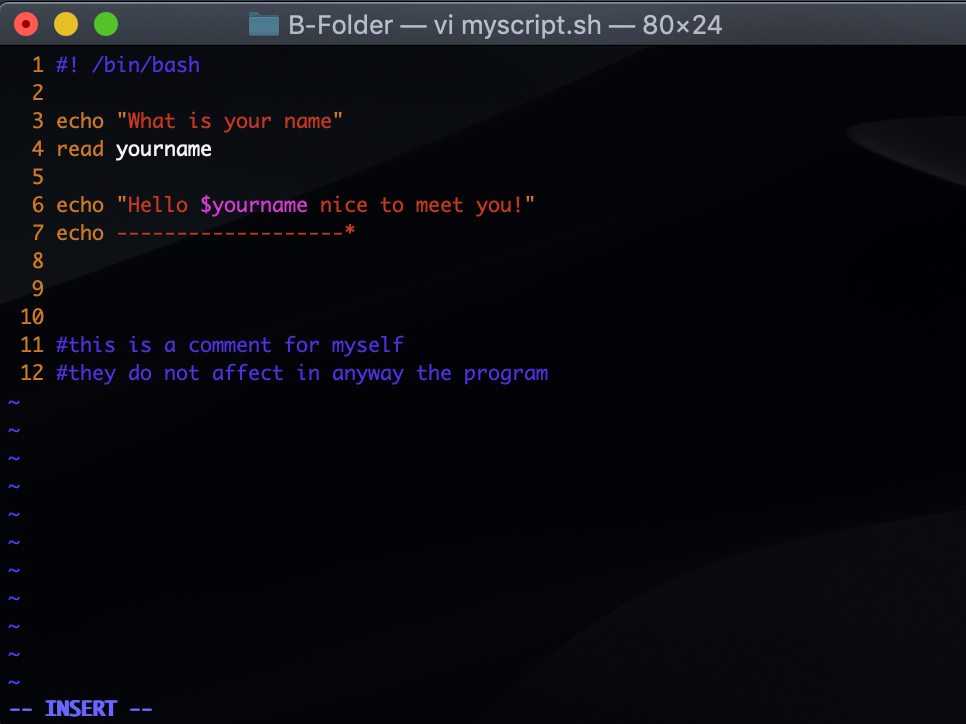 B-Folder — vi myscript.sh — 80×24
1 #! /bin/bash
2
3 echo "What is your name"
4 read yourname
5
6 echo "Hello $yourname nice to meet you!"
7 echo -------------------*
8
9
10
11 #this is a comment for myself
12 #they do not affect in anyway the program
~
~
~
~
~
~
~
~
~
~
~
-- INSERT --